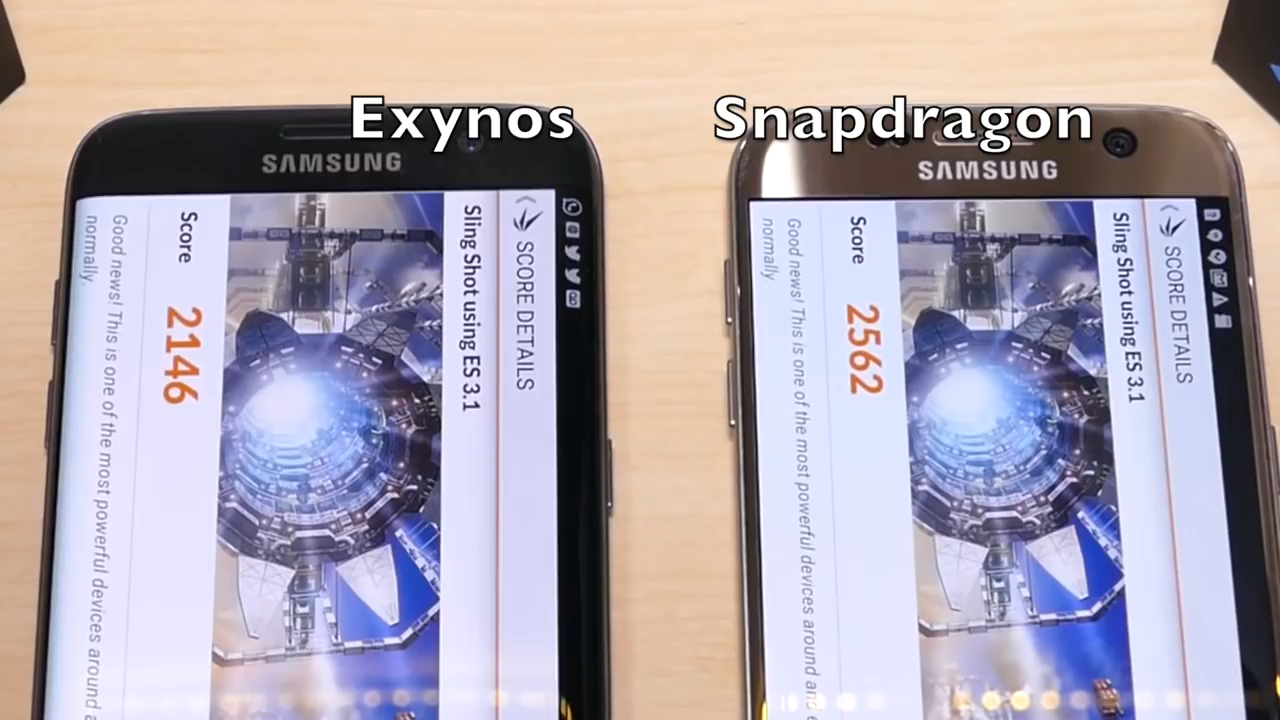 Exynos
Snapdragon
SAMSUNG
SCORE DETAILS
Sling Shot using ES 3.1
Score 2146
Good news! This is one of the most powerful devices around
normally.
SAMSUNG
SCORE DETAILS
Sling Shot using ES 3.1
Score 2562
Good news! This is one of the most powerful devices around
normally.